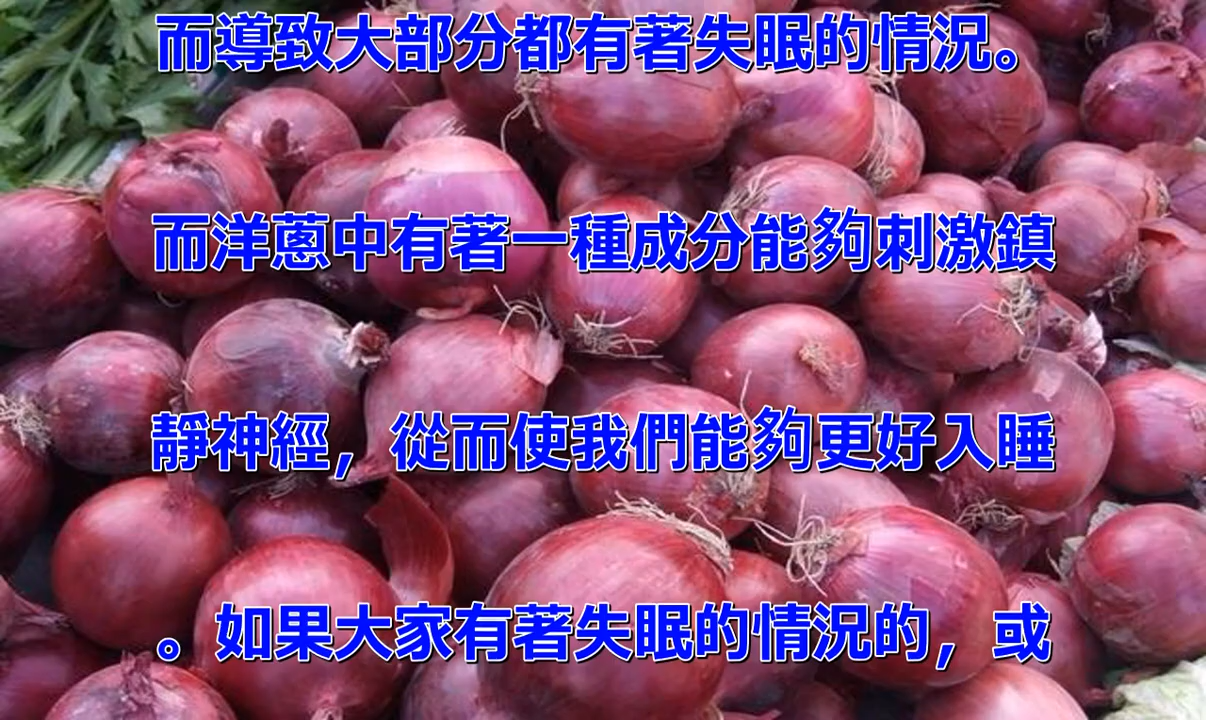 而導致大部分都有著失眠的情況。
而洋蔥中有著一種成分能夠刺激鎮
靜神經，從而使我們能夠更好入睡
。如果大家有著失眠的情況的，或